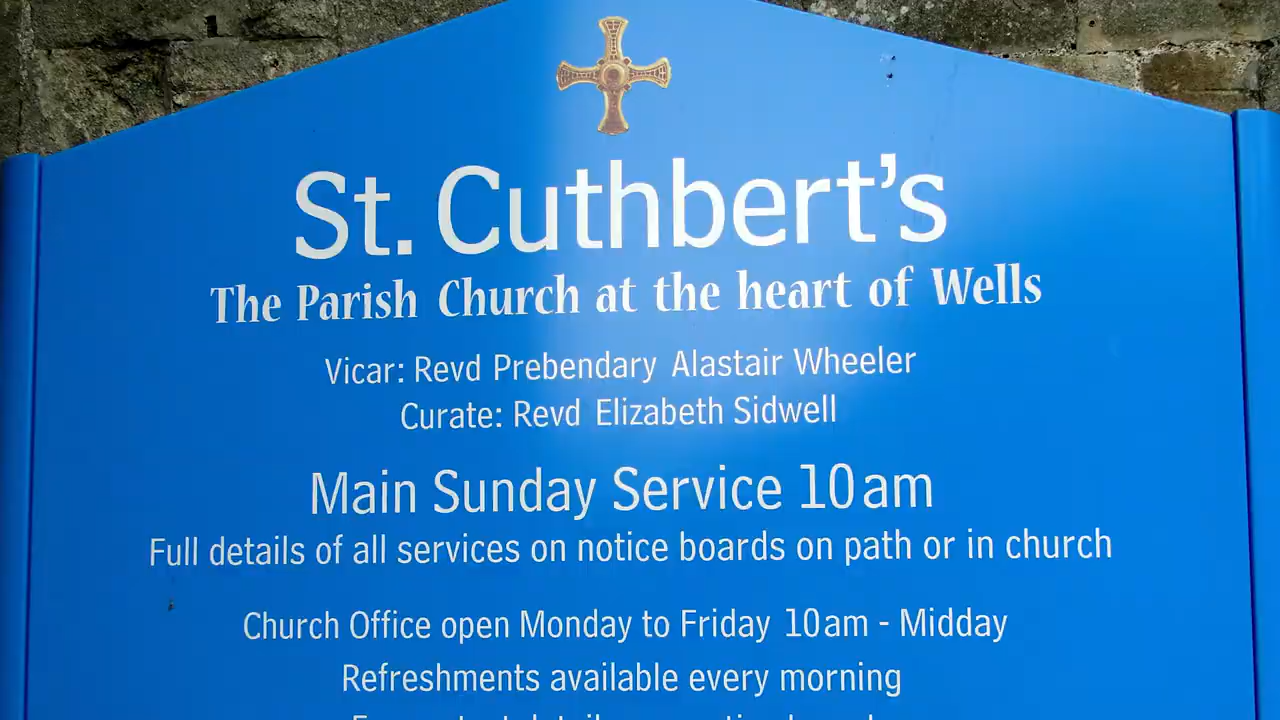 St. Cuthbert's
The Parish Church at the heart of Wells
Vicar: Revd Prebendary Alastair Wheeler
Curate: Revd Elizabeth Sidwell
Main Sunday Service 10am
Full details of all services on notice boards on path or in church
Church Office open Monday to Friday 10am - Midday
Refreshments available every morning